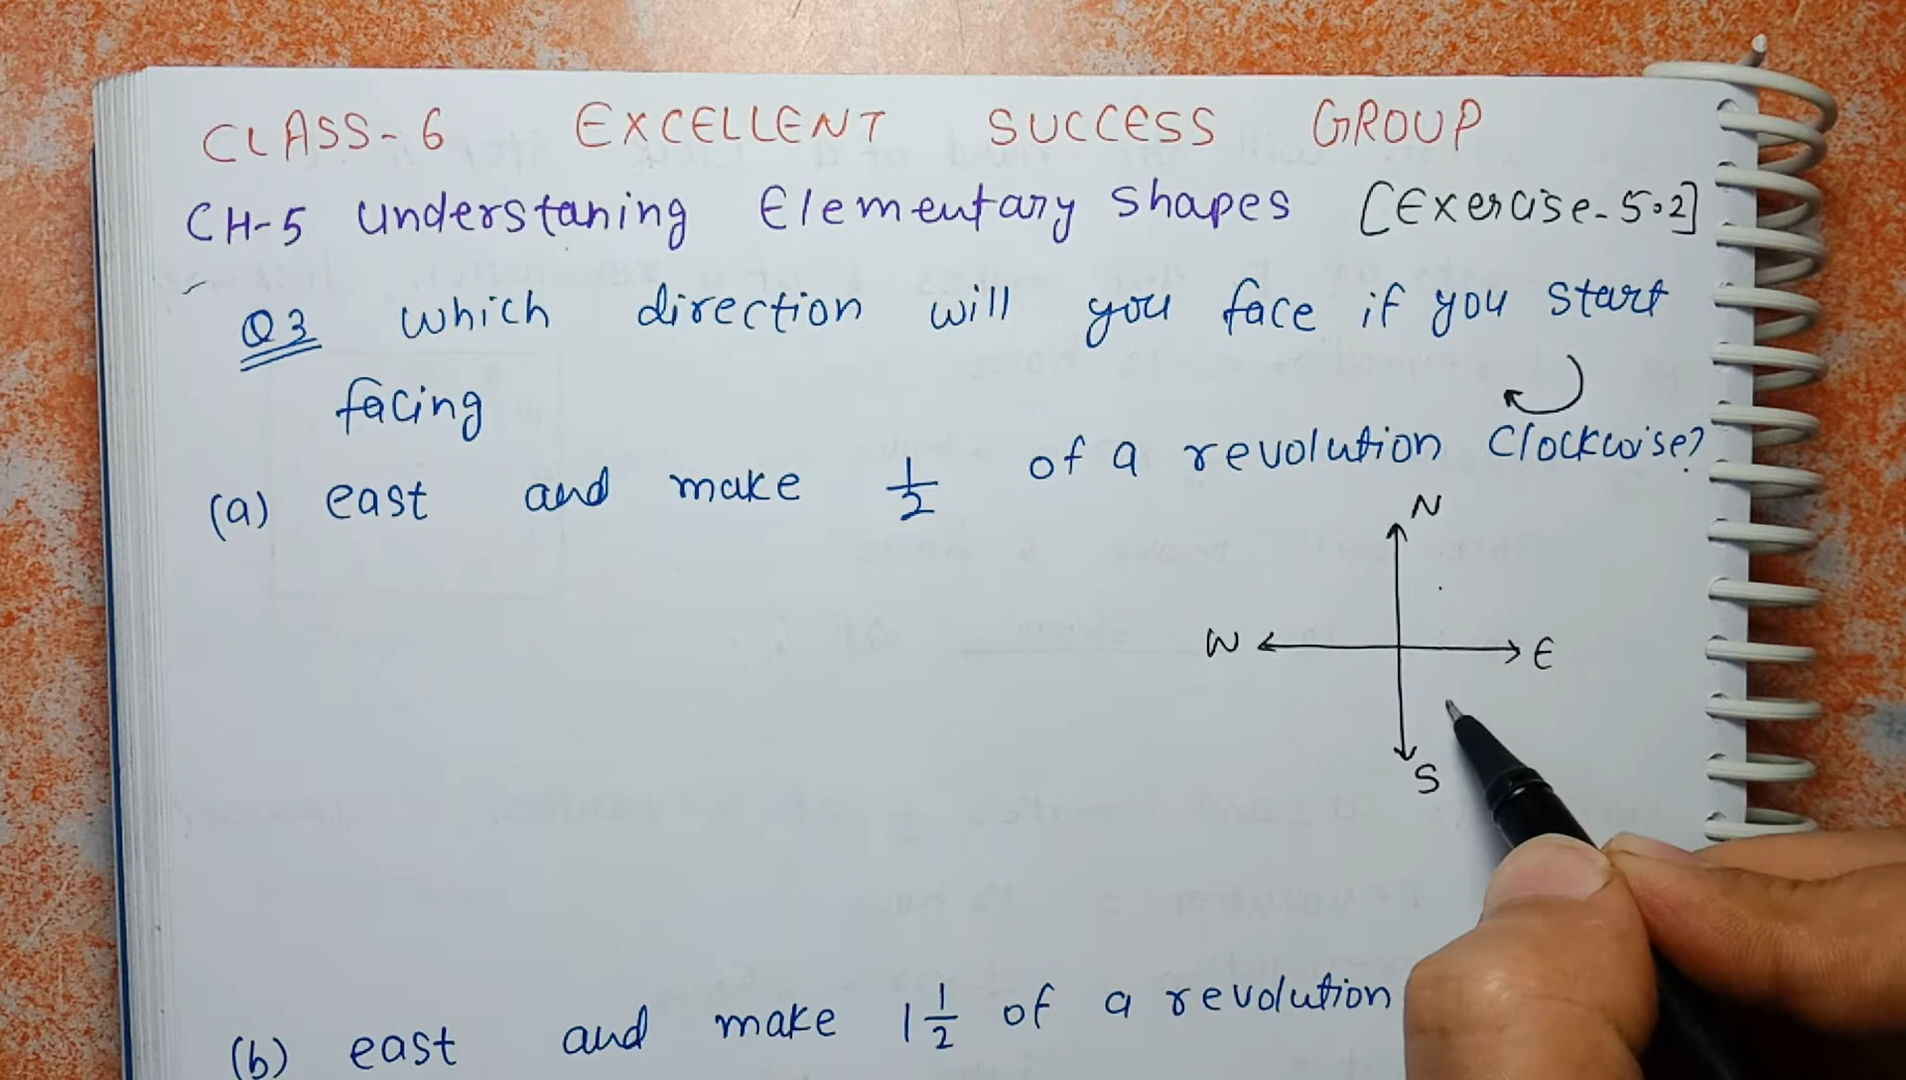 CLASS-6 EXCELLENT SUCCESS GROUP
CH-5 understaning Elementary shapes [Exercise-5.2]
Q3 which direction will you face if you start
facing
(a) east and make 1/2 of a revolution clockwise?
N
W E
S
(b) east and make 1 1/2 of a revolution